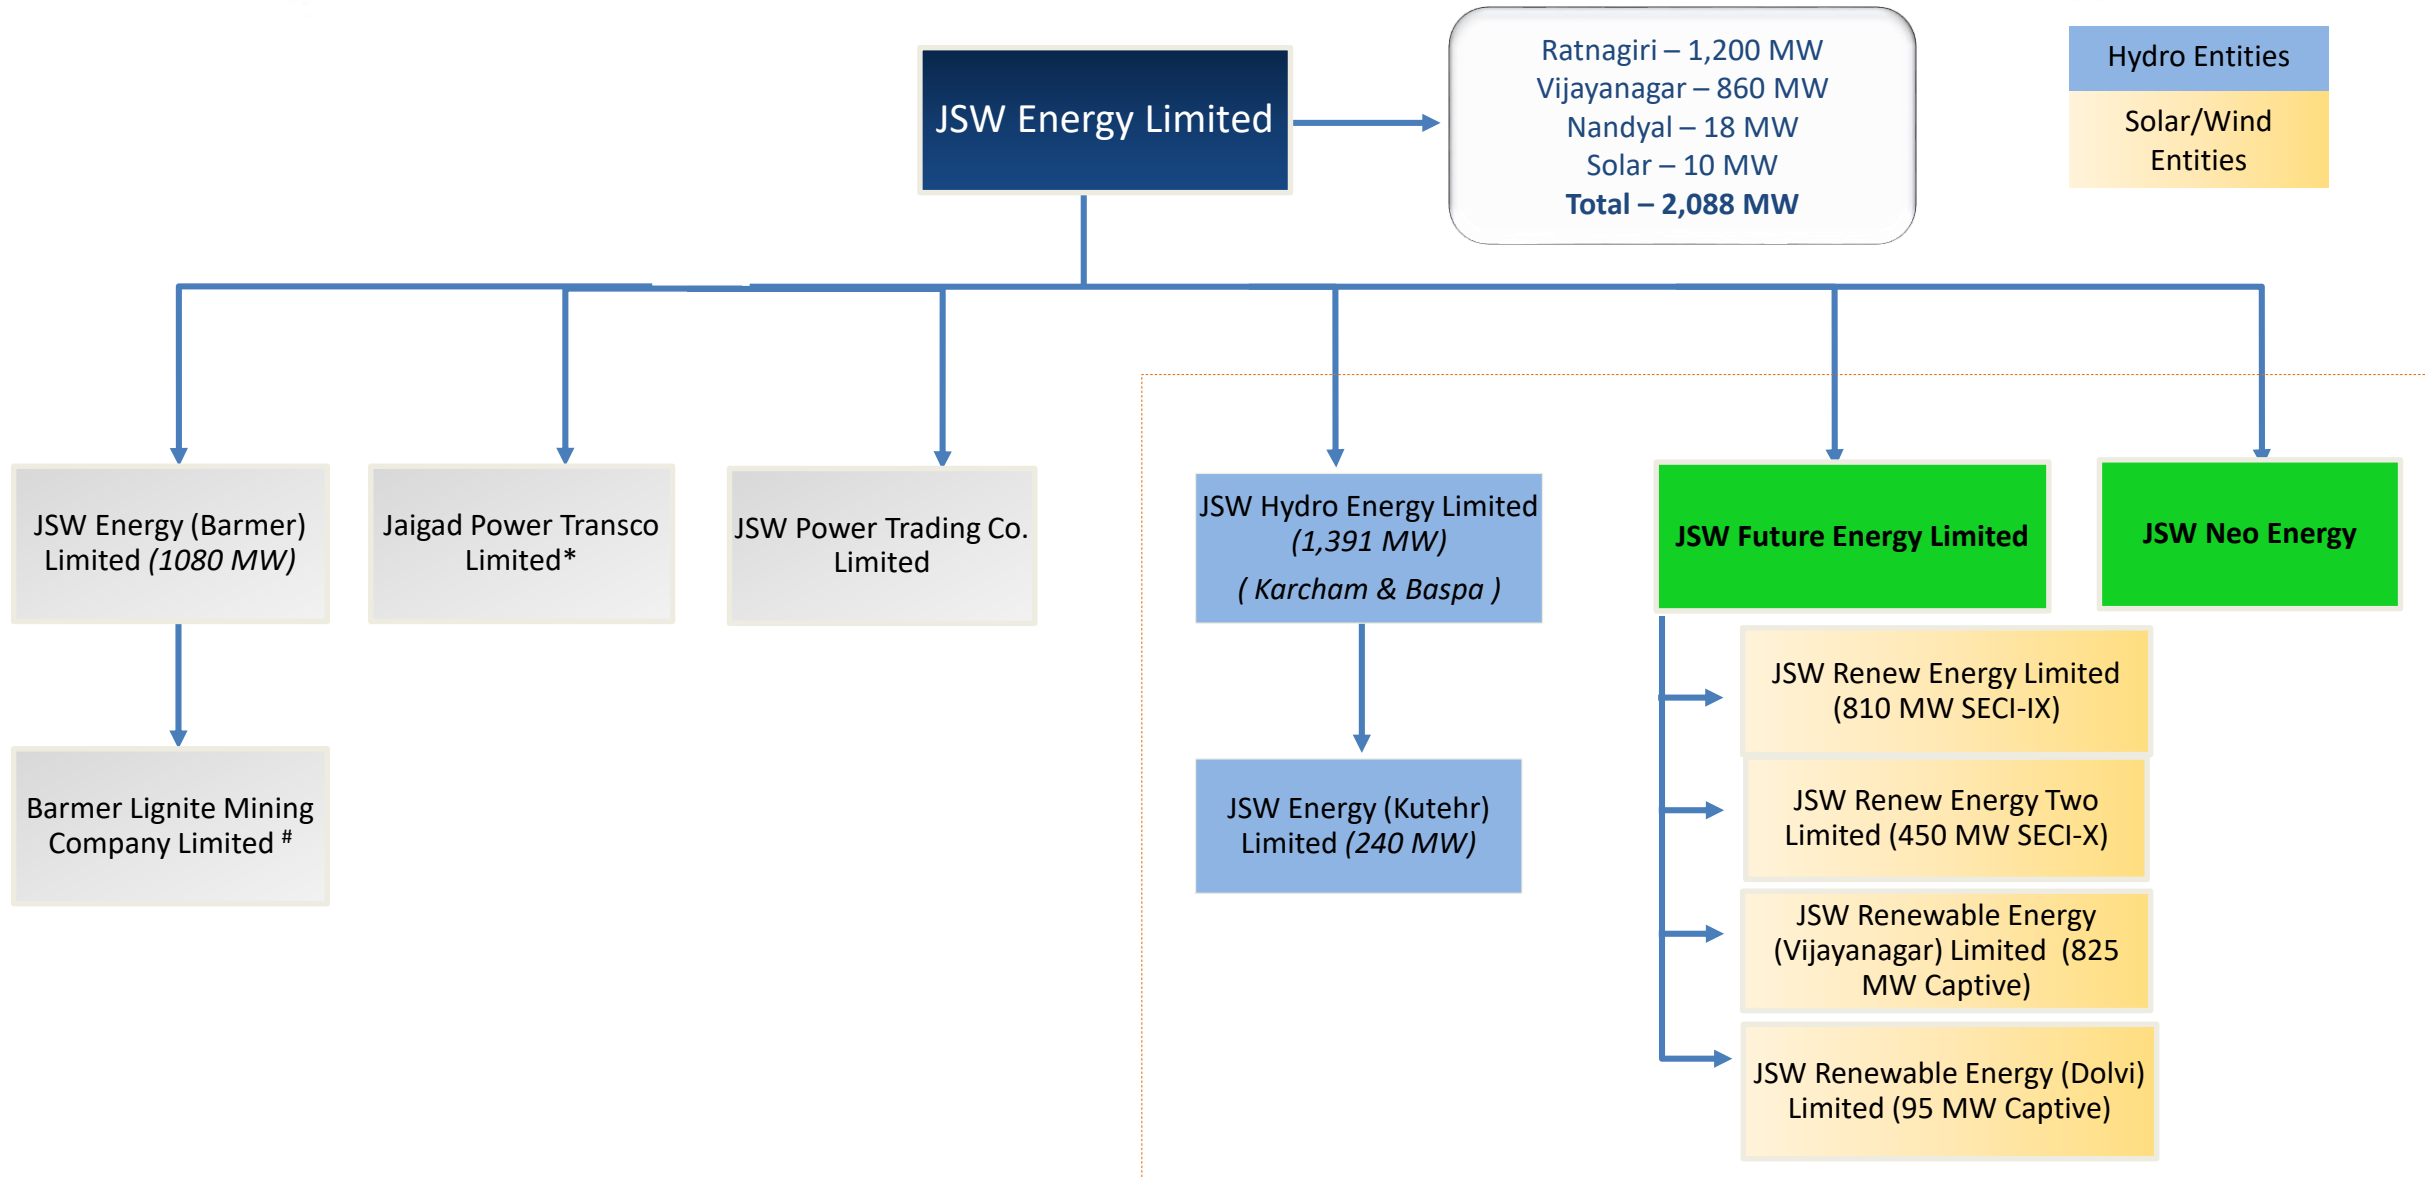 JSW Energy Limited
Ratnagiri – 1,200 MW
Vijayanagar – 860 MW
Nandyal – 18 MW
Solar – 10 MW
Total – 2,088 MW
Hydro Entities
Solar/Wind
Entities
JSW Energy (Barmer)
Limited (1080 MW)
Jaigad Power Transco
Limited*
JSW Power Trading Co.
Limited
JSW Hydro Energy Limited
(1,391 MW)
( Karcham & Baspa )
JSW Future Energy Limited
JSW Neo Energy
Barmer Lignite Mining
Company Limited #
JSW Energy (Kutehr)
Limited (240 MW)
JSW Renew Energy Limited
(810 MW SECI-IX)
JSW Renew Energy Two
Limited (450 MW SECI-X)
JSW Renewable Energy
(Vijayanagar) Limited  (825
MW Captive)
JSW Renewable Energy (Dolvi)
Limited (95 MW Captive)